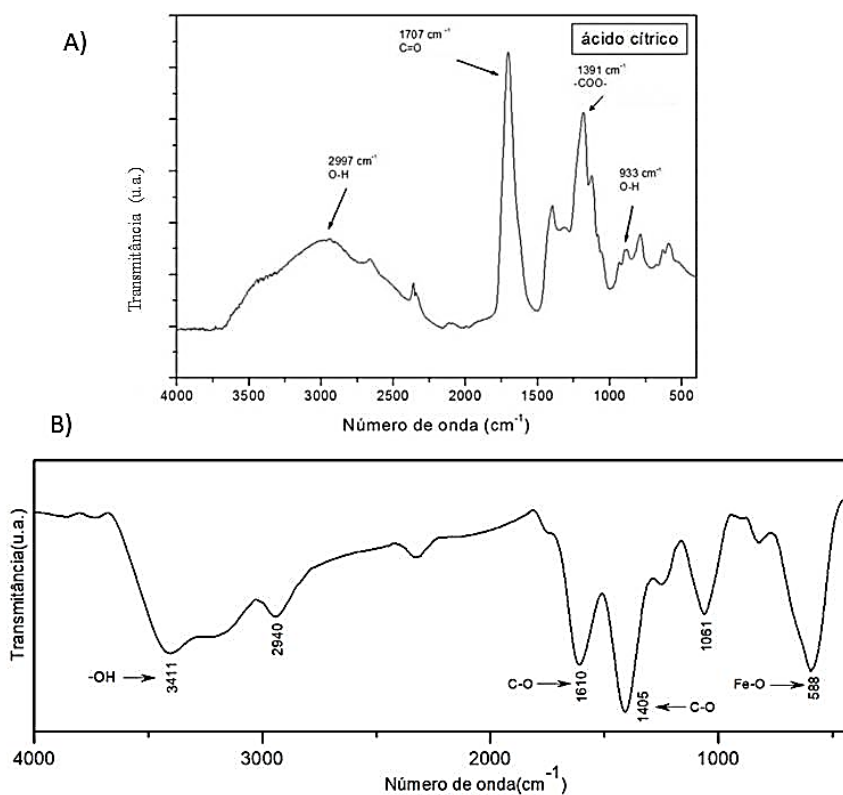 A)
1707 cm⁻¹
C=O
ácido cítrico
1391 cm⁻¹
-COO-
2997 cm⁻¹
O-H
933 cm⁻¹
O-H
Transmitância (u.a.)
4000 3500 3000 2500 2000 1500 1000 500
Número de onda (cm⁻¹)
B)
Transmitância(u.a.)
-OH
3411
2940
C-O
1610
1405
C-O
1061
Fe-O
588
4000 3000 2000 1000
Número de onda(cm⁻¹)